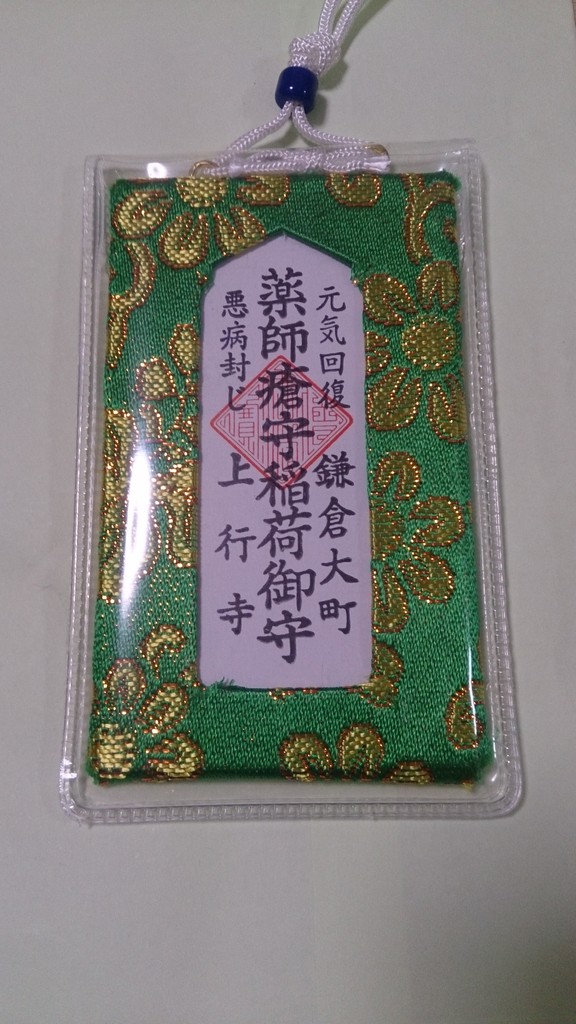 元気回復 鎌倉大町
薬師瘡守稲荷御守
悪病封じ 上行寺